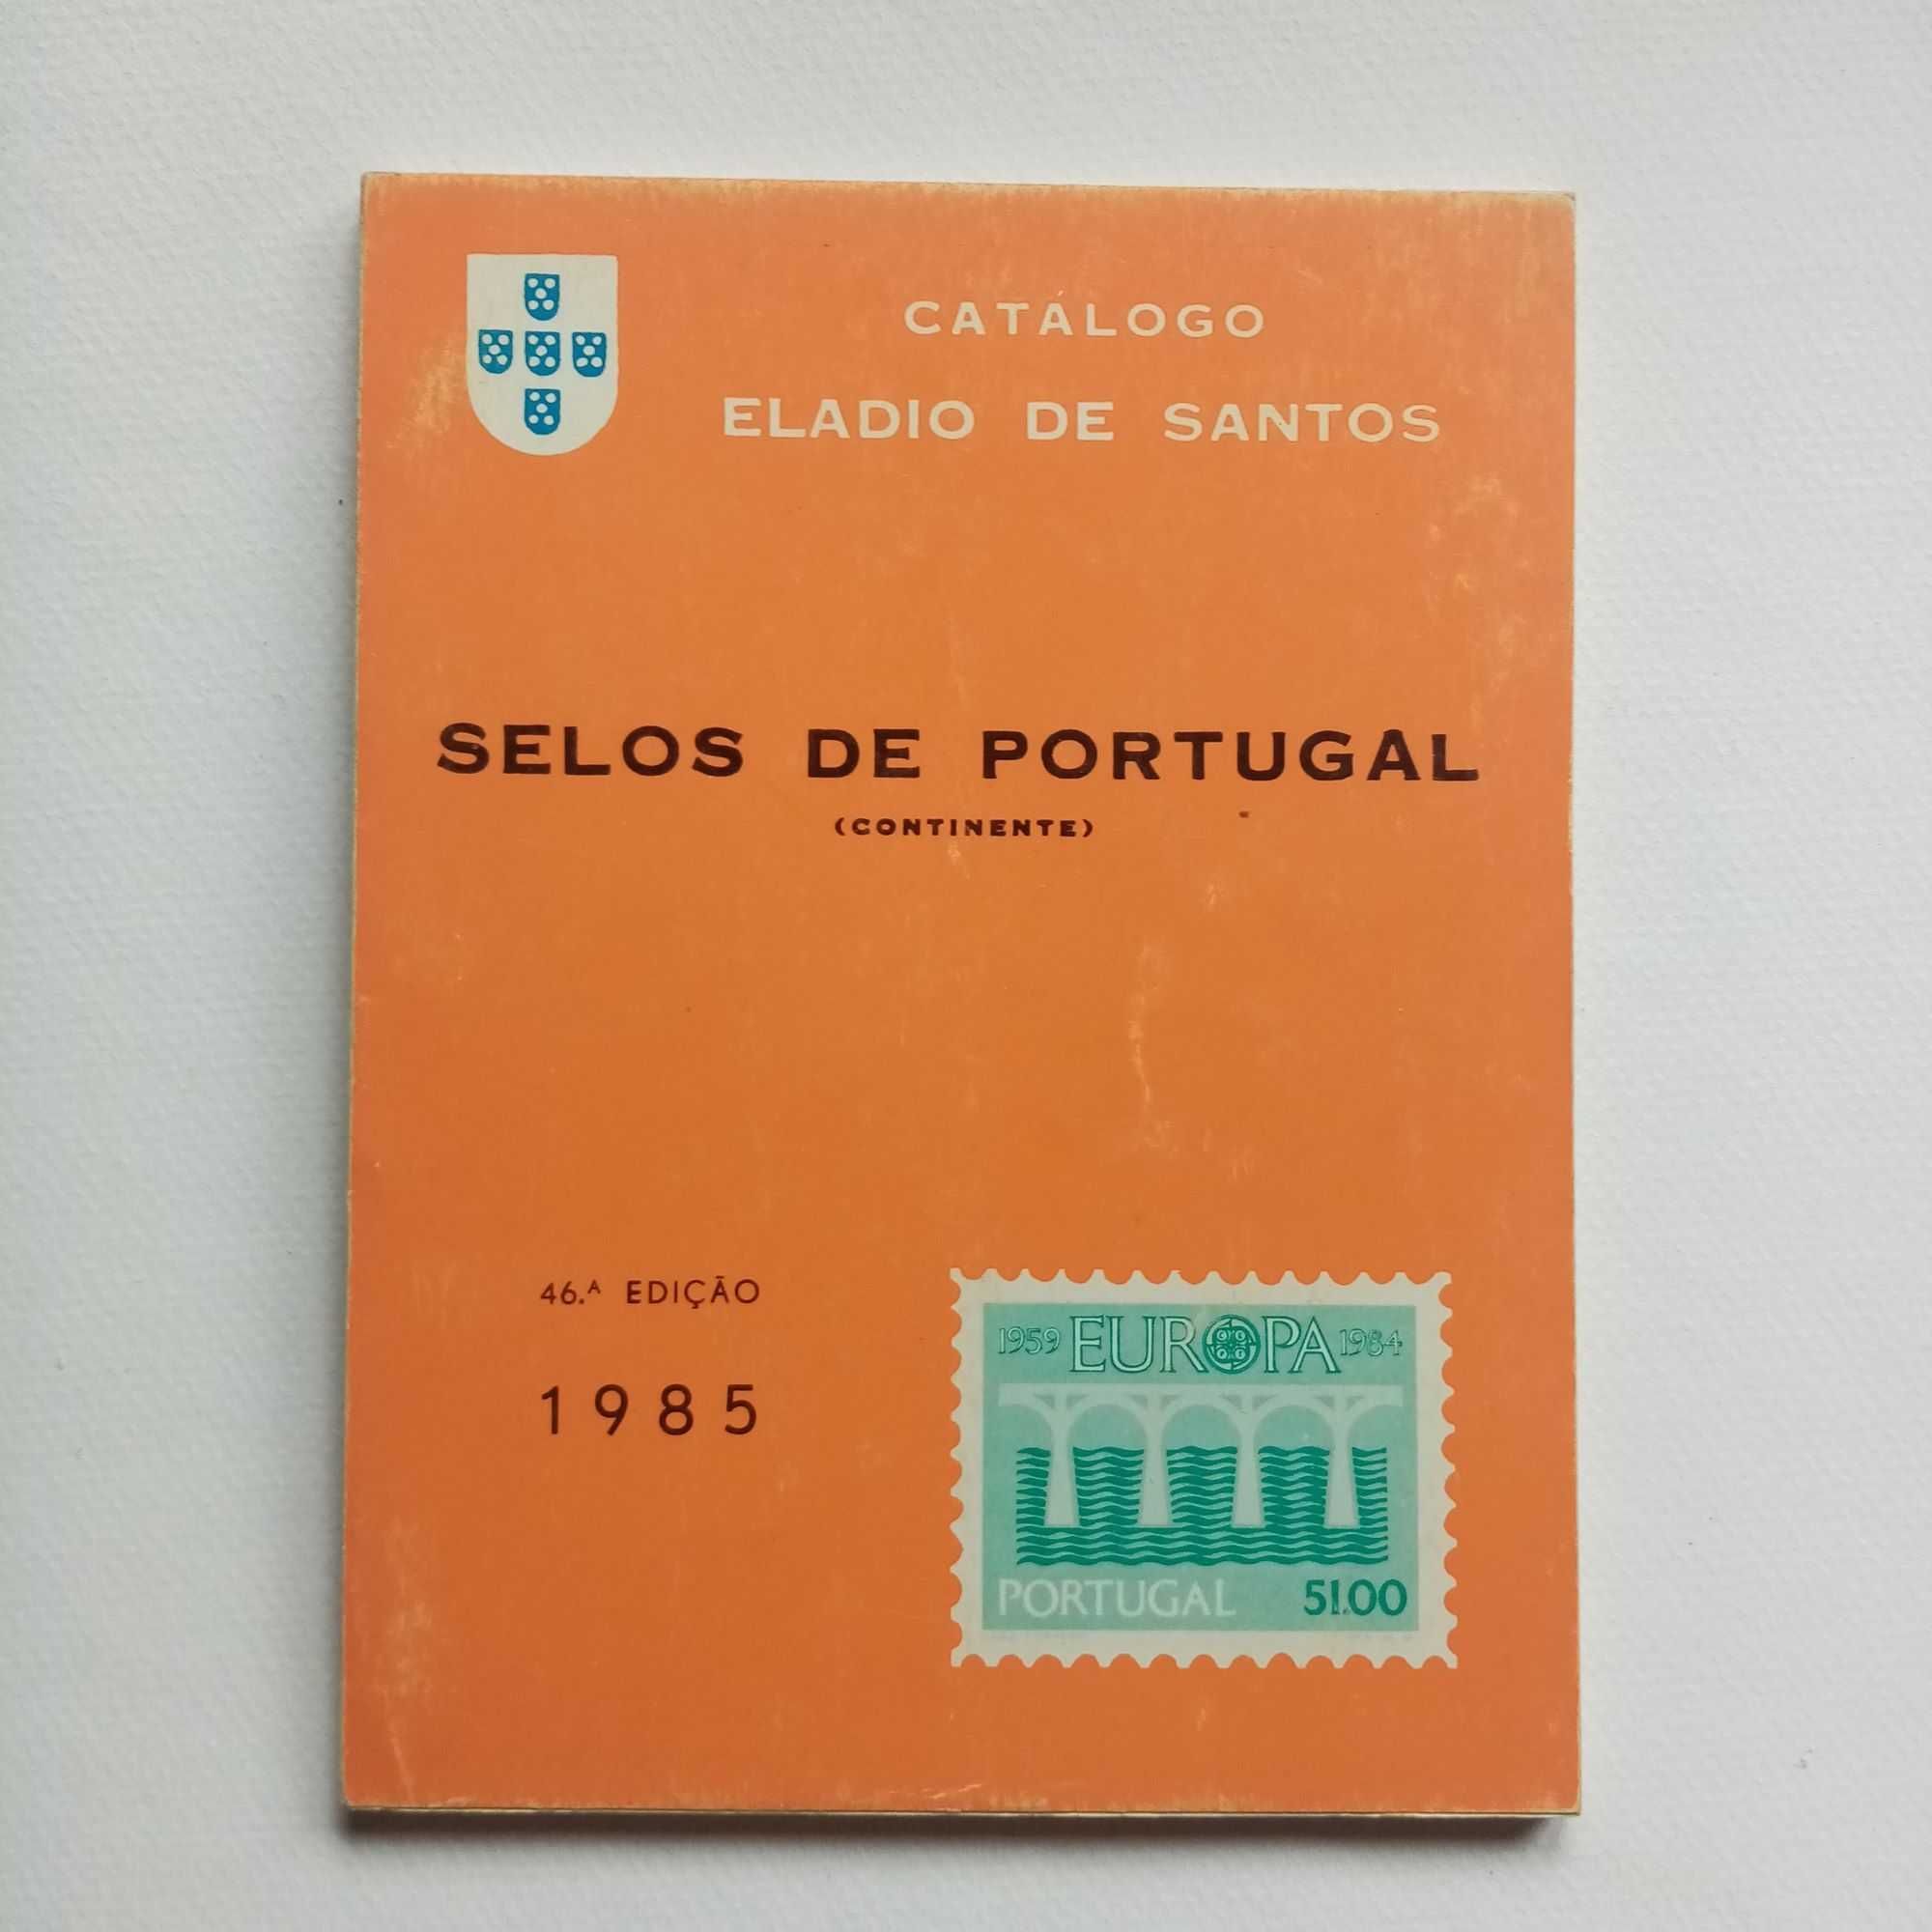 CATÁLOGO
ELADIO DE SANTOS
SELOS DE PORTUGAL
(CONTINENTE)
46.ᴬ EDIÇÃO
1985
1959 EUROPA 1984
PORTUGAL 51.00